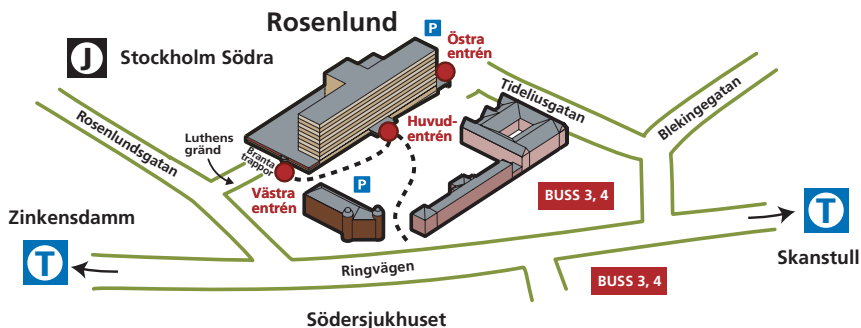 Rosenlund
P
Östra
entrén
J
Stockholm Södra
Tideliusgatan
Blekingegatan
Rosenlundsgatan
Luthens
gränd
Branta
trappor
Huvud-
entrén
Västra
entrén
P
BUSS 3, 4
Zinkensdamm
T
T
Skanstull
Ringvägen
BUSS 3, 4
Södersjukhuset